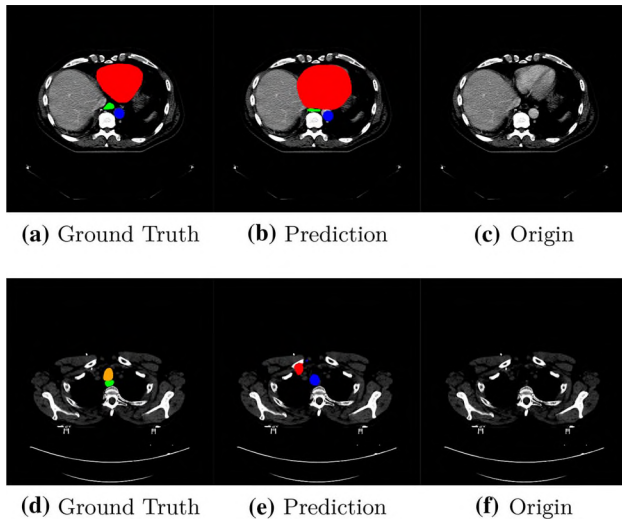 (a) Ground Truth (b) Prediction (c) Origin
(d) Ground Truth (e) Prediction (f) Origin